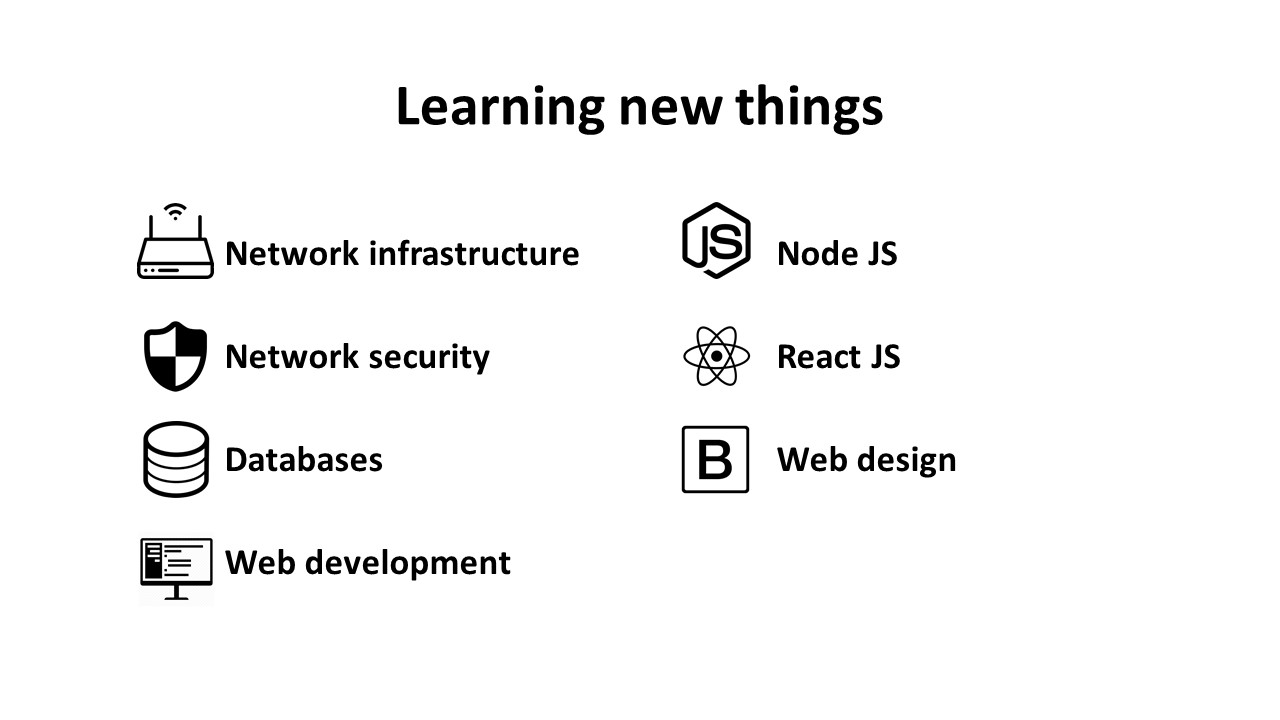 Learning new things
Network infrastructure
Network security
Databases
Web development
JS
Node JS
React JS
B
Web design